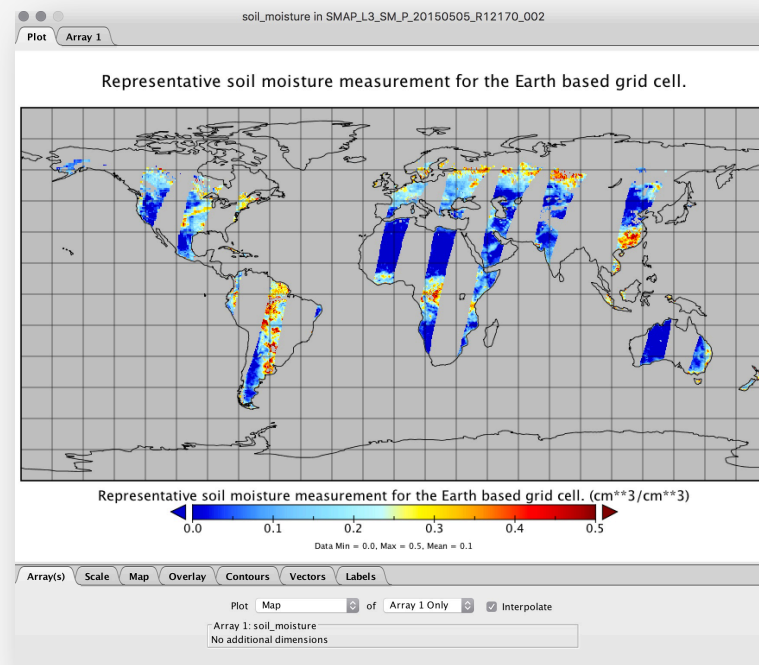 soil_moisture in SMAP_L3_SM_P_20150505_R12170_002
Plot Array 1
Representative soil moisture measurement for the Earth based grid cell.
Representative soil moisture measurement for the Earth based grid cell. (cm**3/cm**3)
0.0 0.1 0.2 0.3 0.4 0.5
Data Min = 0.0, Max = 0.5, Mean = 0.1
Array(s) Scale Map Overlay Contours Vectors Labels
Plot Map of Array 1 Only Interpolate
Array 1: soil_moisture
No additional dimensions